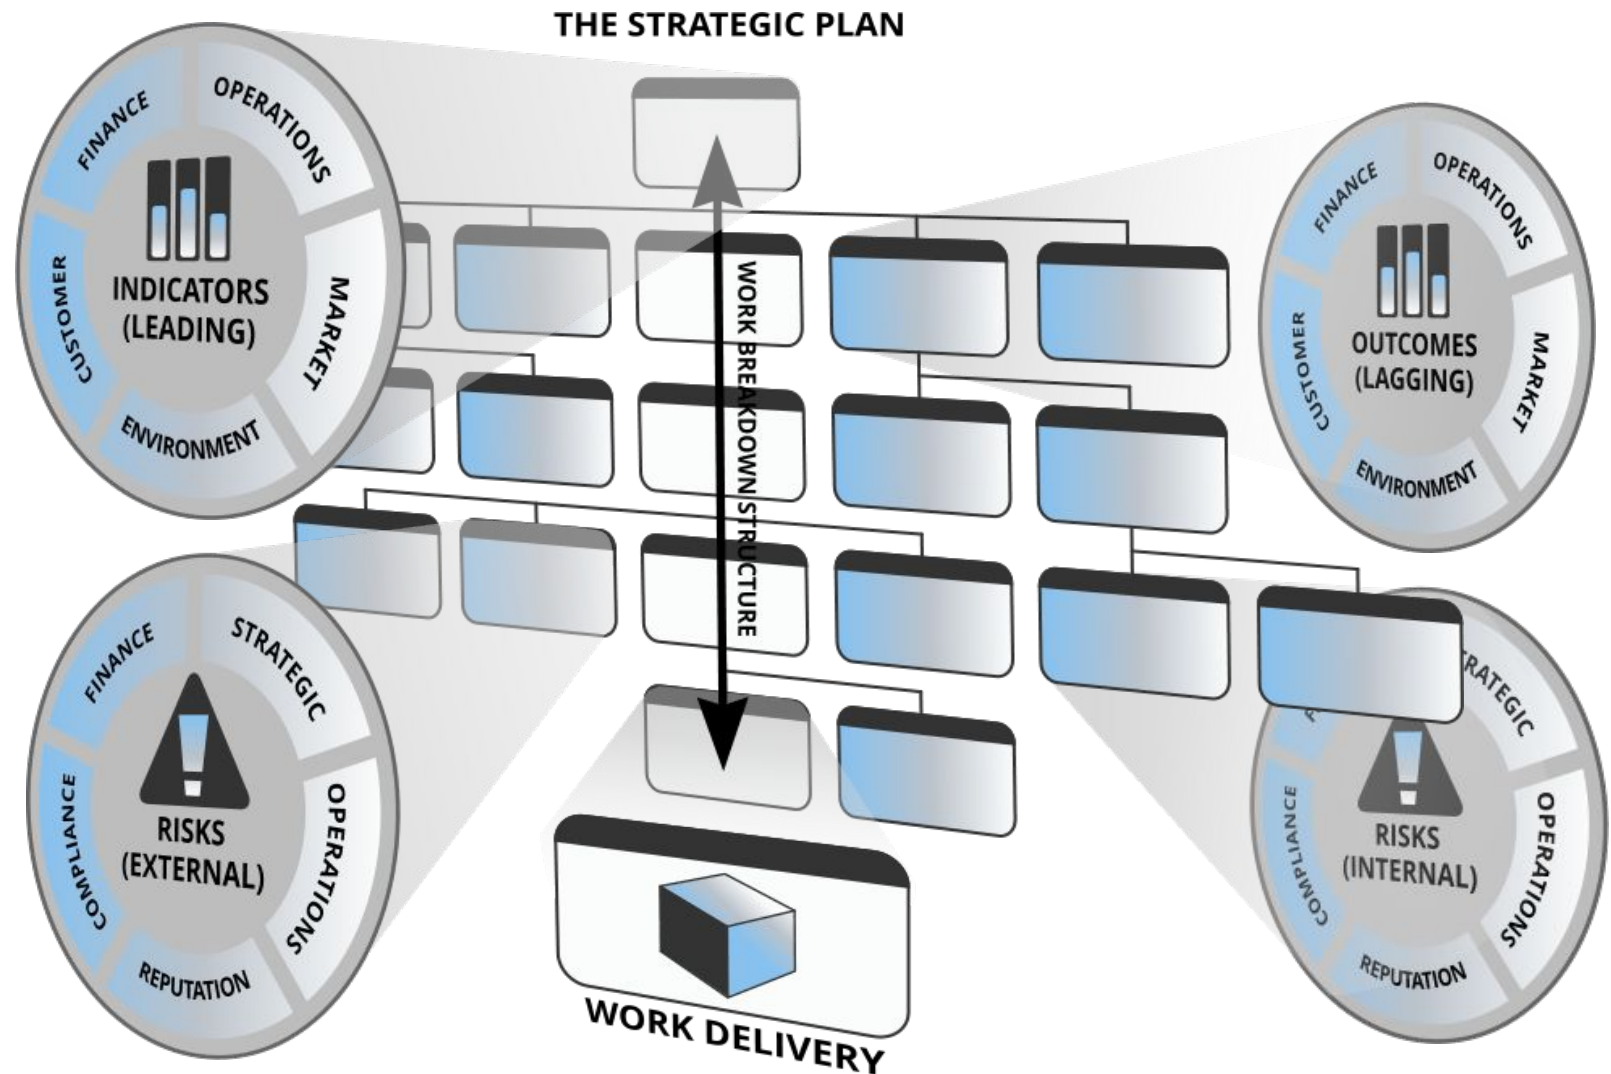 THE STRATEGIC PLAN
FINANCE
OPERATIONS
MARKET
ENVIRONMENT
CUSTOMER
INDICATORS
(LEADING)
FINANCE
OPERATIONS
MARKET
ENVIRONMENT
CUSTOMER
OUTCOMES
(LAGGING)
WORK BREAKDOWN STRUCTURE
FINANCE
STRATEGIC
OPERATIONS
REPUTATION
COMPLIANCE
RISKS
(EXTERNAL)
OPERATIONS
REPUTATION
COMPLIANCE
RISKS
(INTERNAL)
WORK DELIVERY